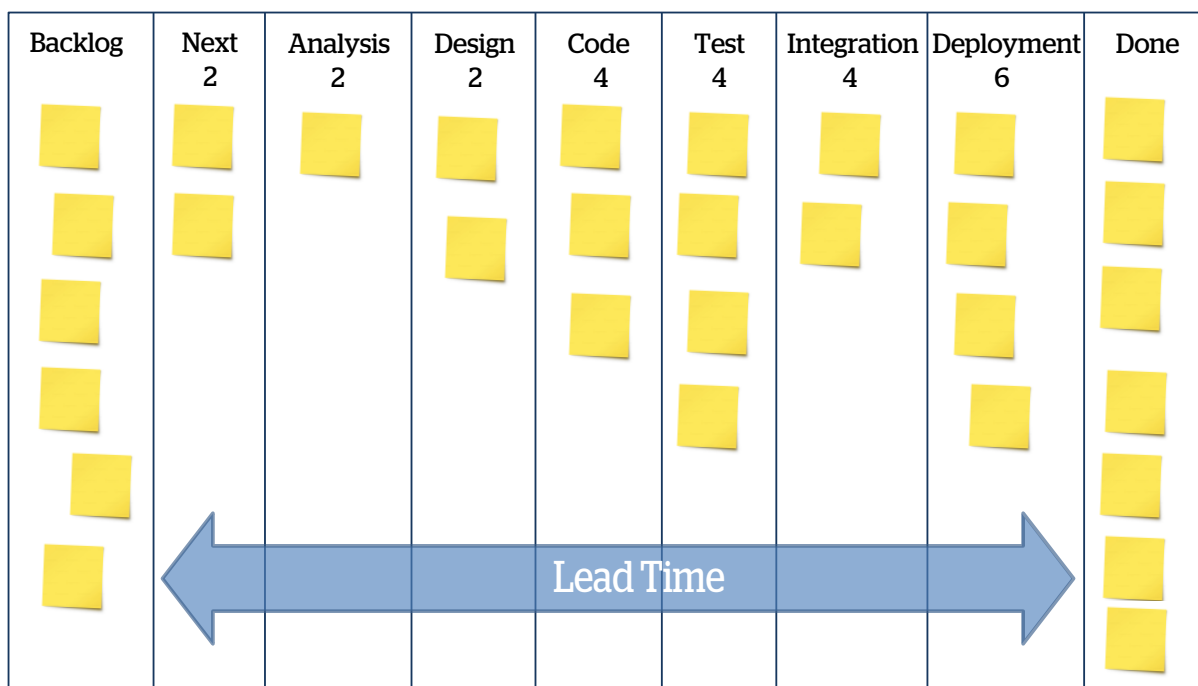 Backlog
Next
2
Analysis
2
Design
2
Code
4
Test
4
Integration
4
Deployment
6
Done
Lead Time